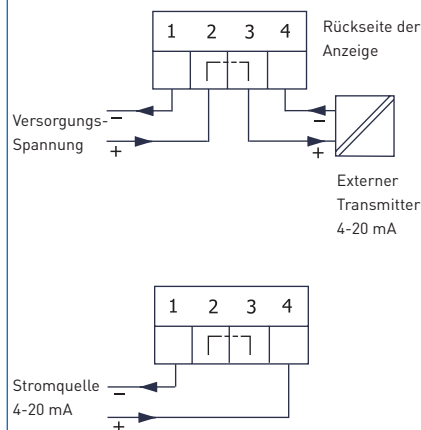 1 2 3 4
Rückseite der
Anzeige
Versorgungs-
Spannung
–
+
–
+
Externer
Transmitter
4-20 mA
1 2 3 4
Stromquelle
4-20 mA
–
+